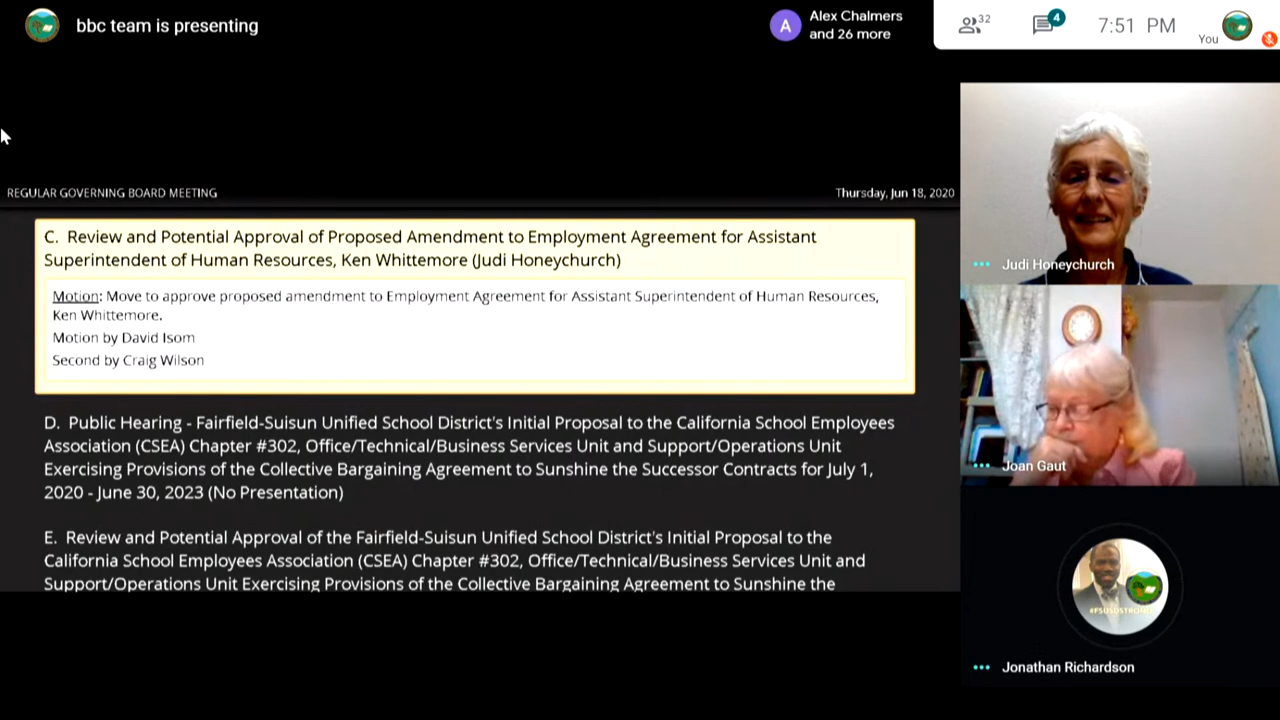 bbc team is presenting
A
Alex Chalmers
and 26 more
32
4
7:51 PM
You
REGULAR GOVERNING BOARD MEETING
Thursday, Jun 18, 2020
C. Review and Potential Approval of Proposed Amendment to Employment Agreement for Assistant
Superintendent of Human Resources, Ken Whittemore (Judi Honeychurch)
Motion: Move to approve proposed amendment to Employment Agreement for Assistant Superintendent of Human Resources,
Ken Whittemore.
Motion by David Isom
Second by Craig Wilson
D. Public Hearing - Fairfield-Suisun Unified School District's Initial Proposal to the California School Employees
Association (CSEA) Chapter #302, Office/Technical/Business Services Unit and Support/Operations Unit
Exercising Provisions of the Collective Bargaining Agreement to Sunshine the Successor Contracts for July 1,
2020 - June 30, 2023 (No Presentation)
E. Review and Potential Approval of the Fairfield-Suisun Unified School District's Initial Proposal to the
California School Employees Association (CSEA) Chapter #302, Office/Technical/Business Services Unit and
Support/Operations Unit Exercising Provisions of the Collective Bargaining Agreement to Sunshine the
Judi Honeychurch
Joan Gaut
#FSUSDSTRONG
Jonathan Richardson